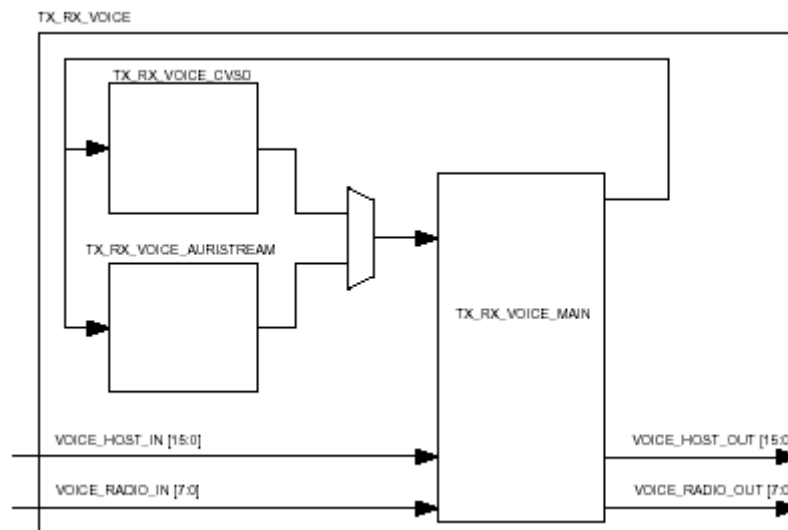 TX_RX_VOICE
TX_RX_VOICE_CVSD
TX_RX_VOICE_AURISTREAM
TX_RX_VOICE_MAIN
VOICE_HOST_IN [15:0]
VOICE_HOST_OUT [15:0
VOICE_RADIO_IN [7:0]
VOICE_RADIO_OUT [7:0